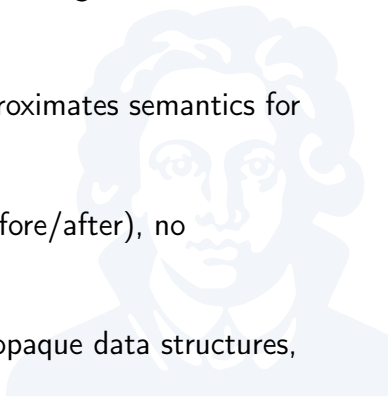 roximates semantics for
fore/after), no
opaque data structures,